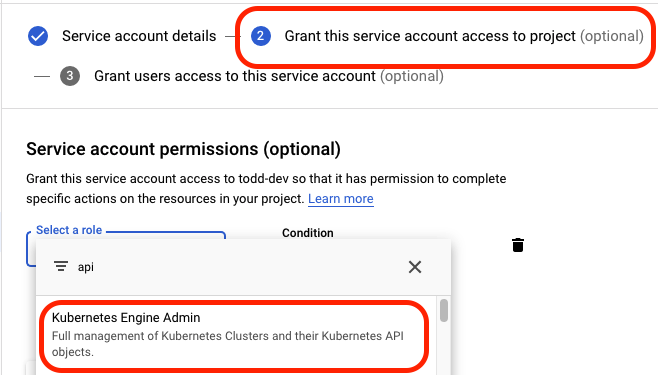 Service account details
2 Grant this service account access to project (optional)
3 Grant users access to this service account (optional)
Service account permissions (optional)
Grant this service account access to todd-dev so that it has permission to complete
specific actions on the resources in your project. Learn more
Select a role
Condition
api
Kubernetes Engine Admin
Full management of Kubernetes Clusters and their Kubernetes API
objects.